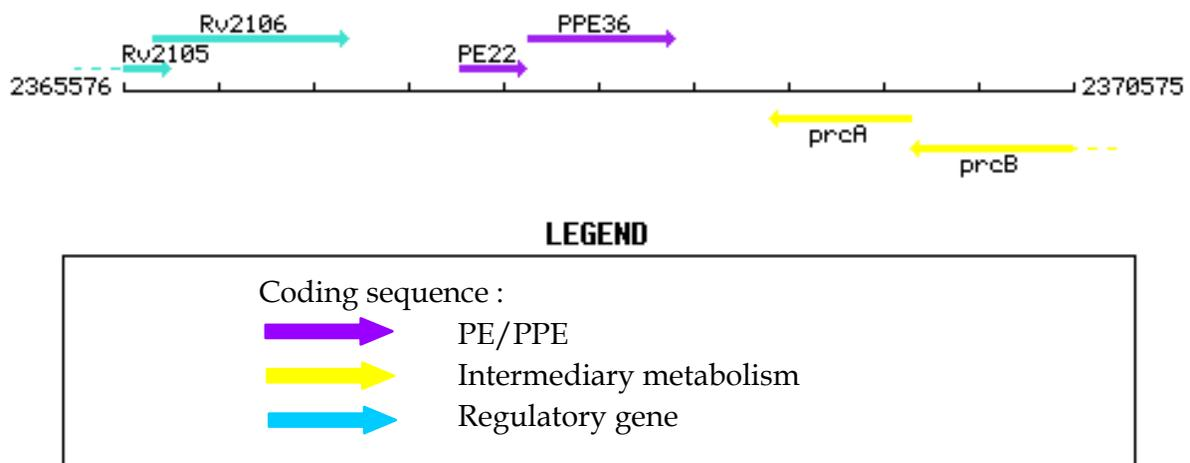 Rv2106 PPE36
Rv2105 PE22
2365576 2370575
prcA
prcB
LEGEND
Coding sequence :
PE/PPE
Intermediary metabolism
Regulatory gene